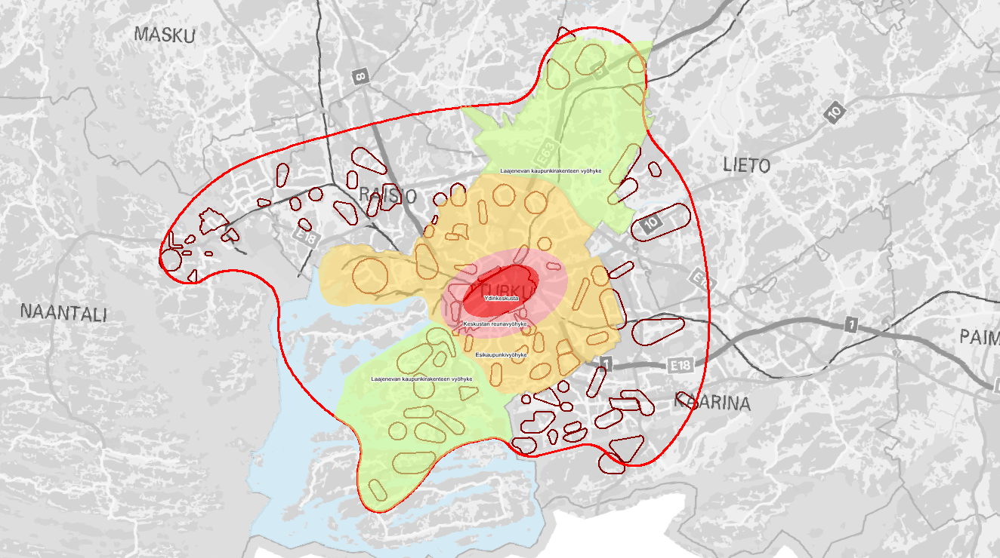 MASKU
8
10
LIETO
E63
Laajenevan kaupunkirakenteen vyöhyke
RAISIO
10
E18
TURKU
Ydinkeskusta
NAANTALI
Keskustan reunavyöhyke
1
PAIM
Esikaupunkivyöhyke
1
E18
Laajenevan kaupunkirakenteen vyöhyke
KAARINA